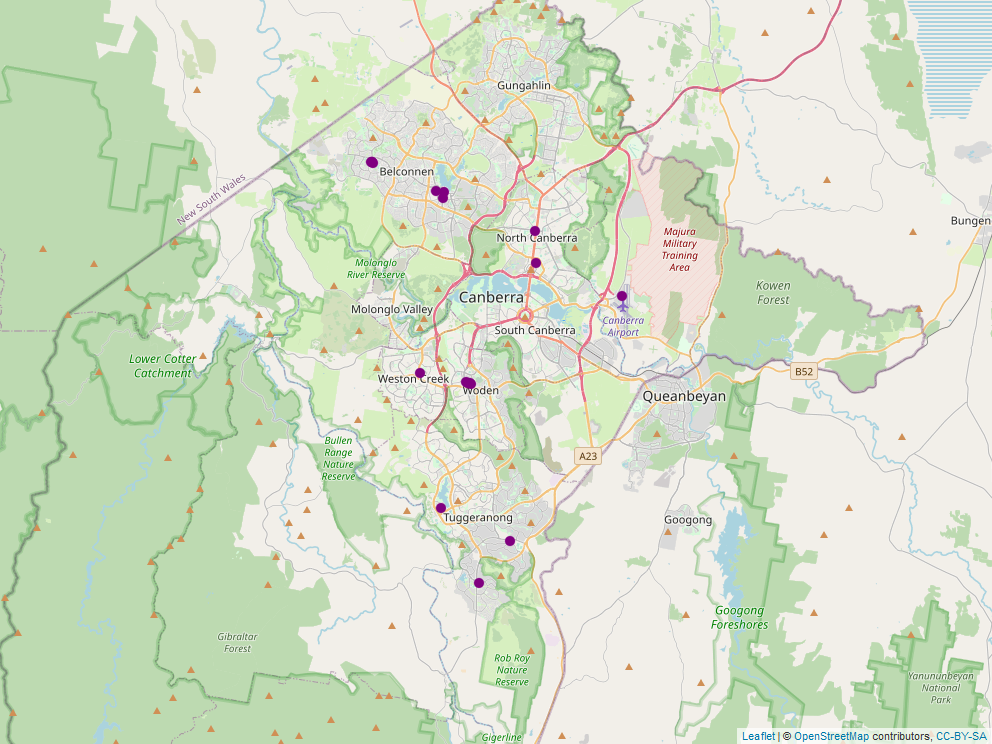 Gungahlin
Belconnen
New South Wales
Bungen
North Canberra
Majura
Military
Training
Area
Molonglo
River Reserve
Kowen
Forest
Canberra
Molonglo Valley
South Canberra
Canberra
Airport
Lower Cotter
Catchment
Weston Creek
Woden
B52
Queanbeyan
Bullen
Range
Nature
Reserve
A23
Tuggeranong
Googong
Googong
Foreshores
Gibraltar
Forest
Rob Roy
Nature
Reserve
Yanununbeyan
National
Park
Gigerline
Leaflet | © OpenStreetMap contributors, CC-BY-SA